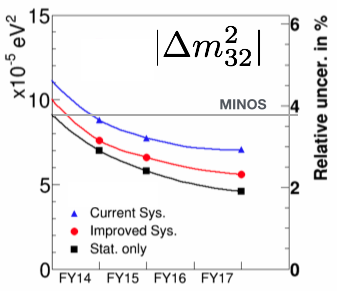 x10⁻⁵ eV²
15
10
5
0
|Δm²₃₂|
MINOS
Current Sys.
Improved Sys.
Stat. only
FY14 FY15 FY16 FY17
6
4
2
0
Relative uncer. in %